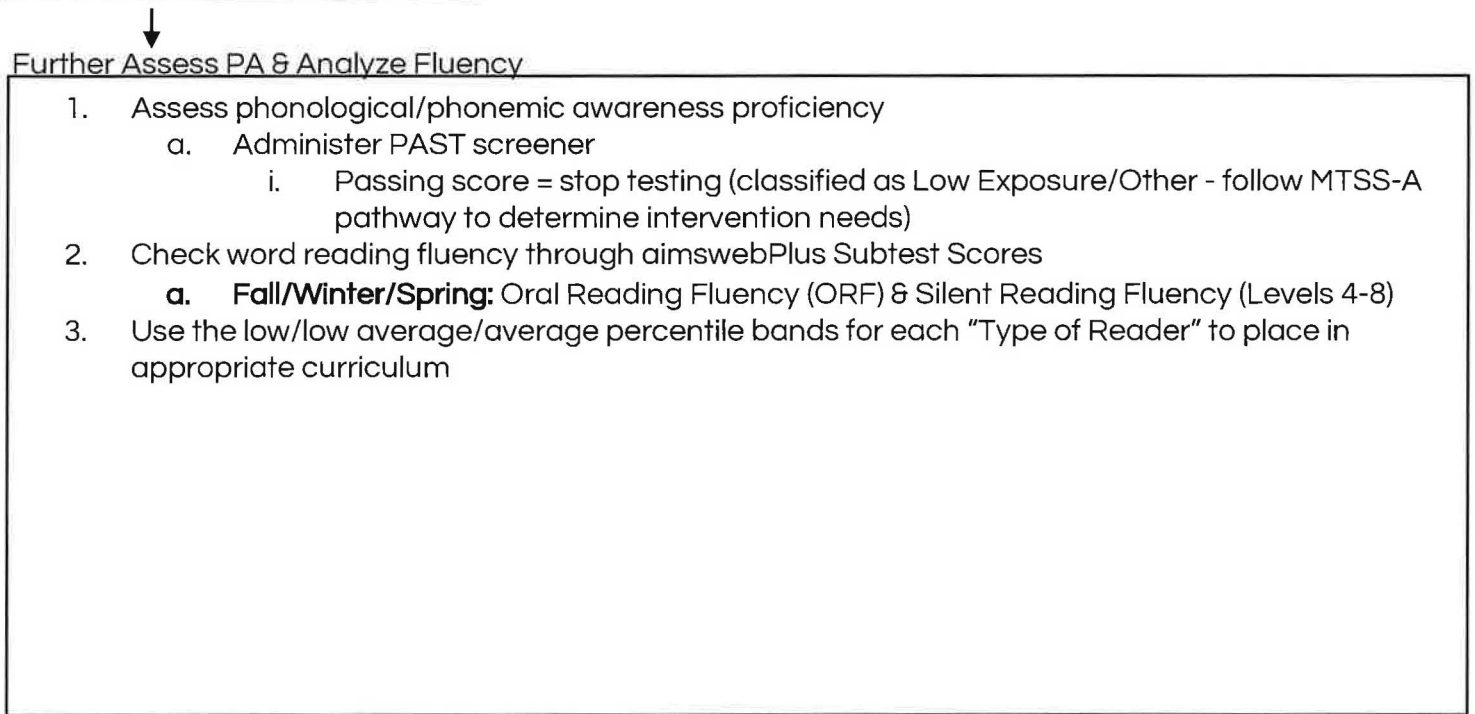 Further Assess PA & Analyze Fluency
1. Assess phonological/phonemic awareness proficiency
a. Administer PAST screener
i. Passing score = stop testing (classified as Low Exposure/Other - follow MTSS-A
pathway to determine intervention needs)
2. Check word reading fluency through aimswebPlus Subtest Scores
a. Fall/Winter/Spring: Oral Reading Fluency (ORF) & Silent Reading Fluency (Levels 4-8)
3. Use the low/low average/average percentile bands for each "Type of Reader" to place in
appropriate curriculum